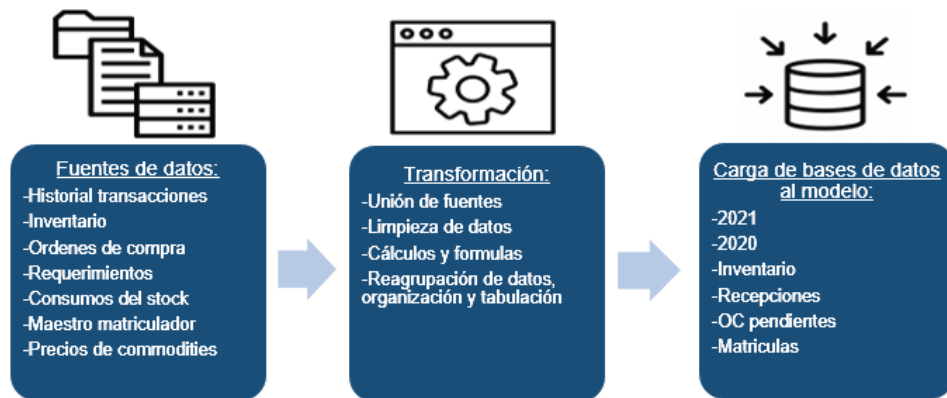 Fuentes de datos:
-Historial transacciones
-Inventario
-Ordenes de compra
-Requerimientos
-Consumos del stock
-Maestro matriculador
-Precios de commodities
Transformación:
-Unión de fuentes
-Limpieza de datos
-Cálculos y formulas
-Reagrupación de datos,
organización y tabulación
Carga de bases de datos
al modelo:
-2021
-2020
-Inventario
-Recepciones
-OC pendientes
-Matriculas